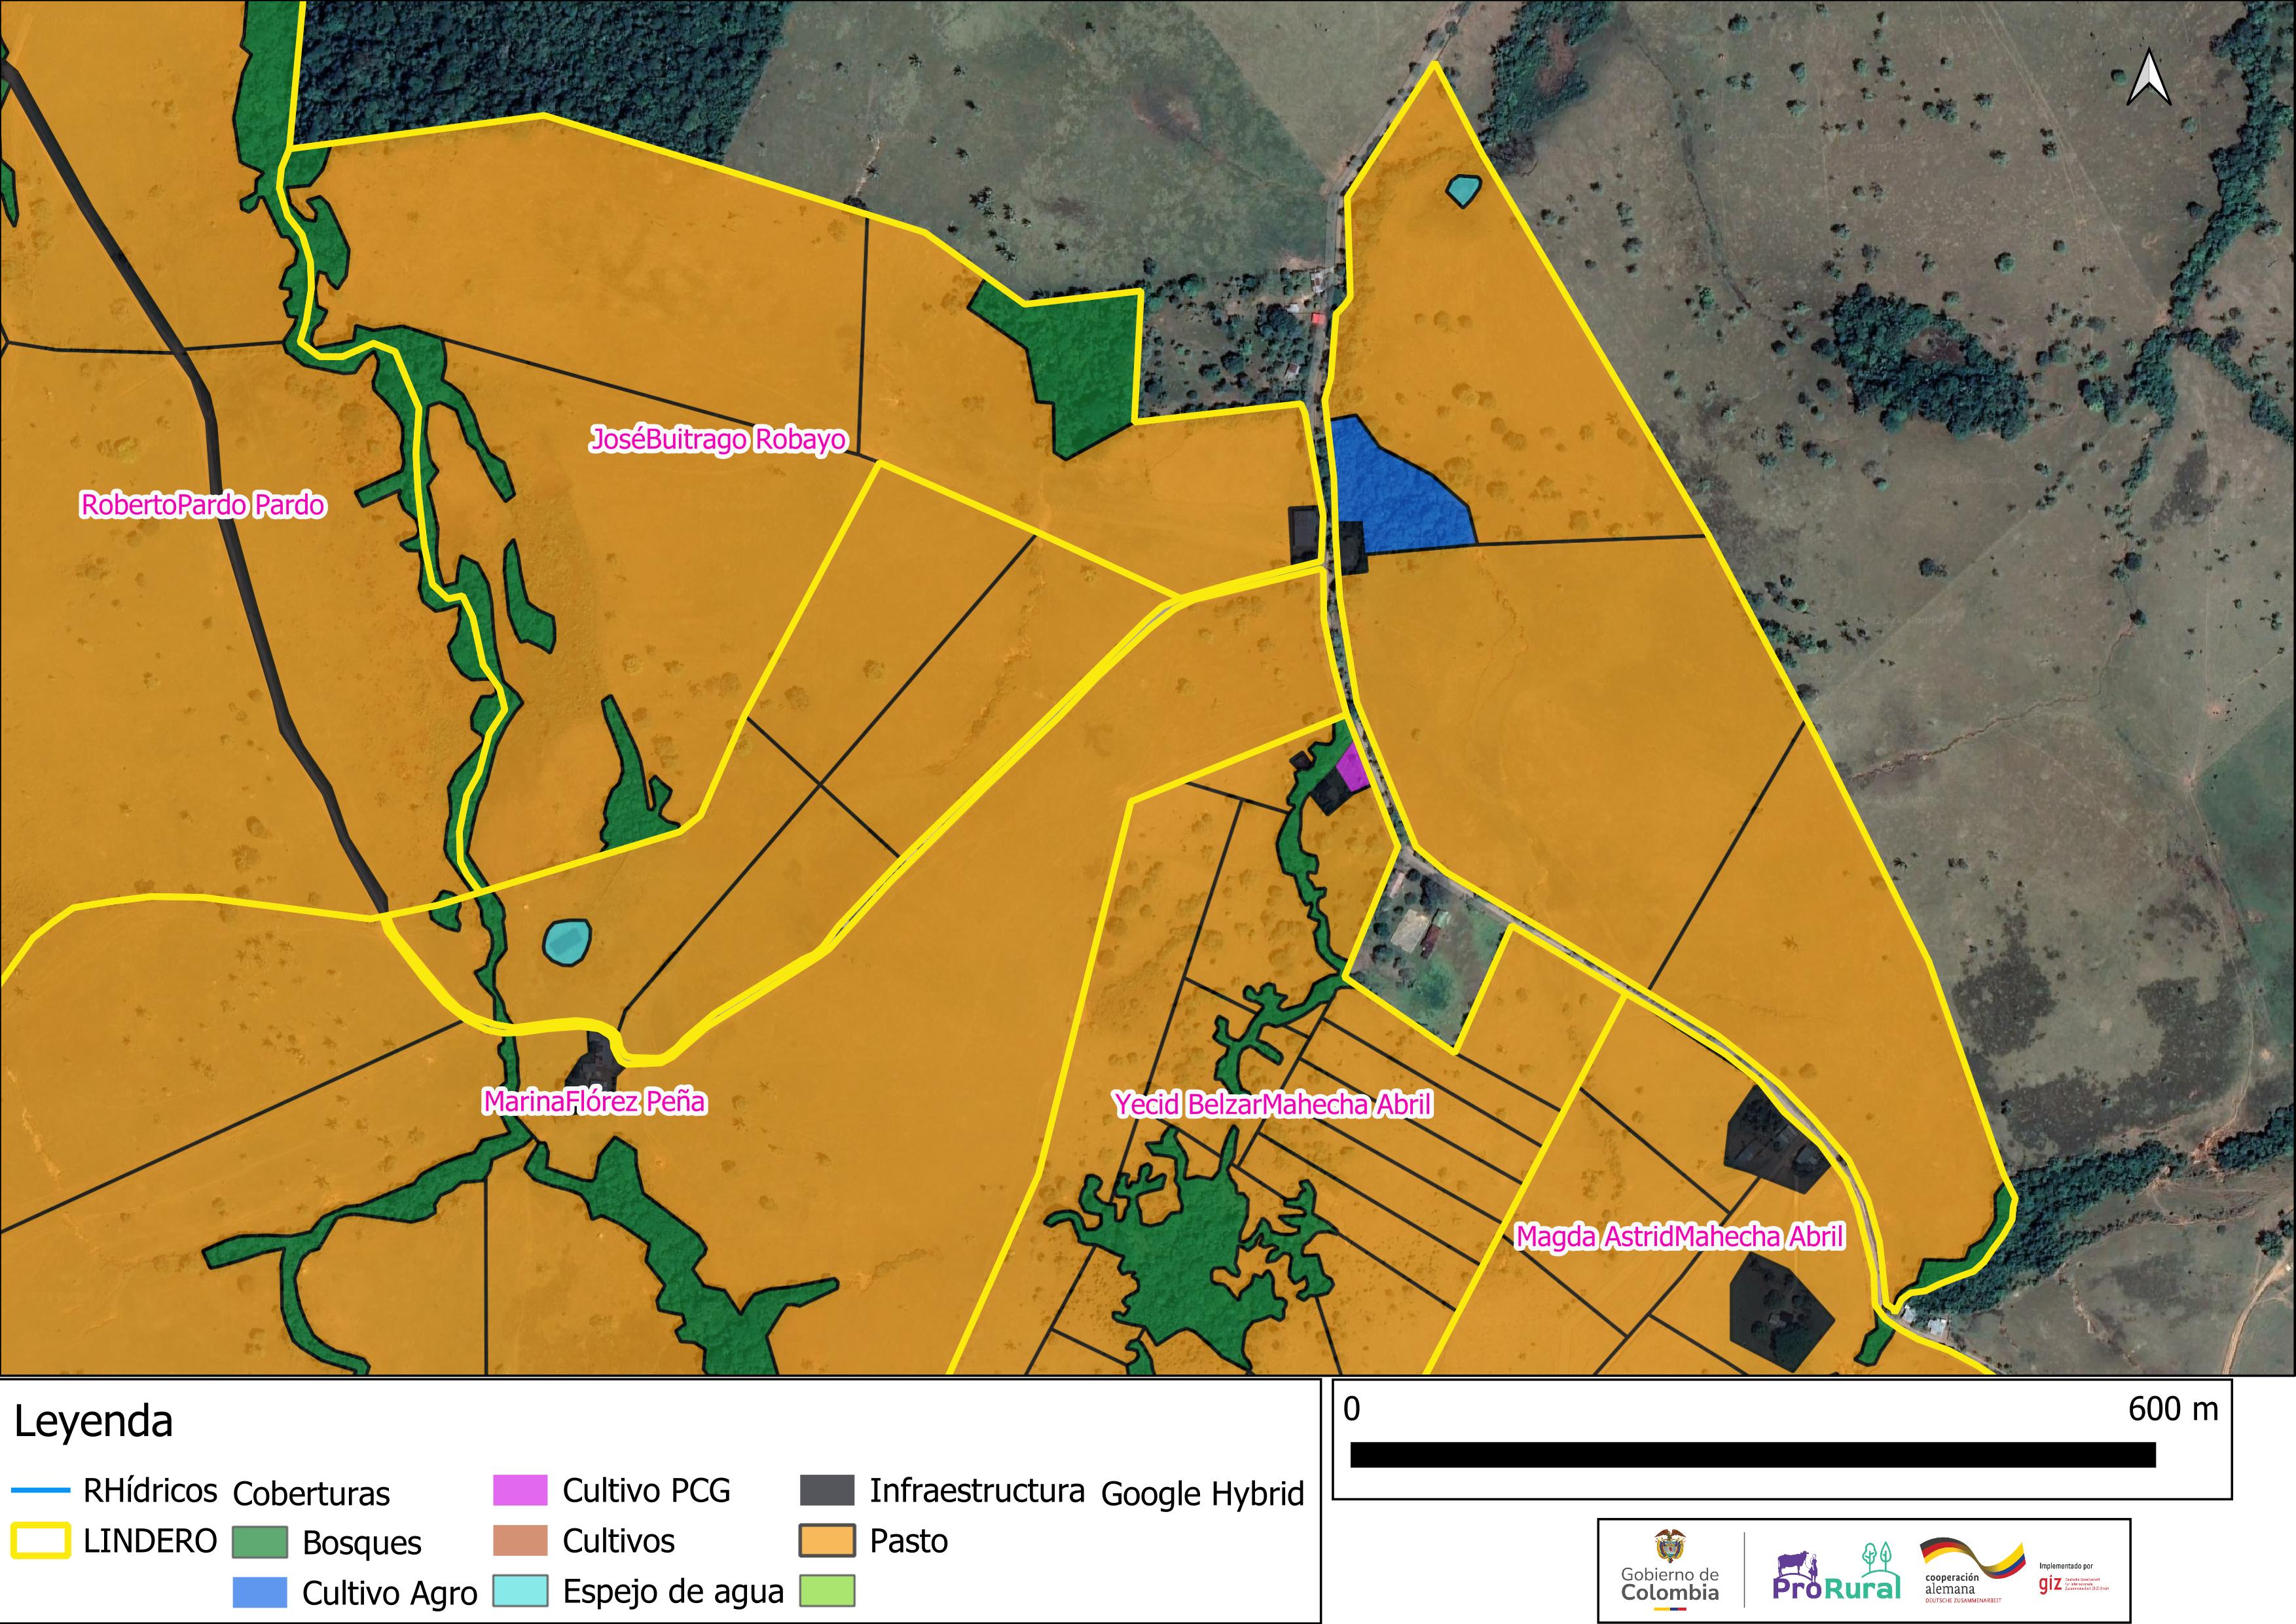 JoséBuitrago Robayo
RobertoPardo Pardo
MarinaFlórez Peña
Yecid BelzarMahecha Abril
Magda AstridMahecha Abril
Leyenda
RHídricos
LINDERO
Coberturas
Bosques
Cultivo Agro
Cultivo PCG
Cultivos
Espejo de agua
Infraestructura
Pasto
Google Hybrid
0 600 m
Gobierno de
Colombia
ProRural
cooperación
alemana
DEUTSCHE ZUSAMMENARBEIT
Implementado por
giz